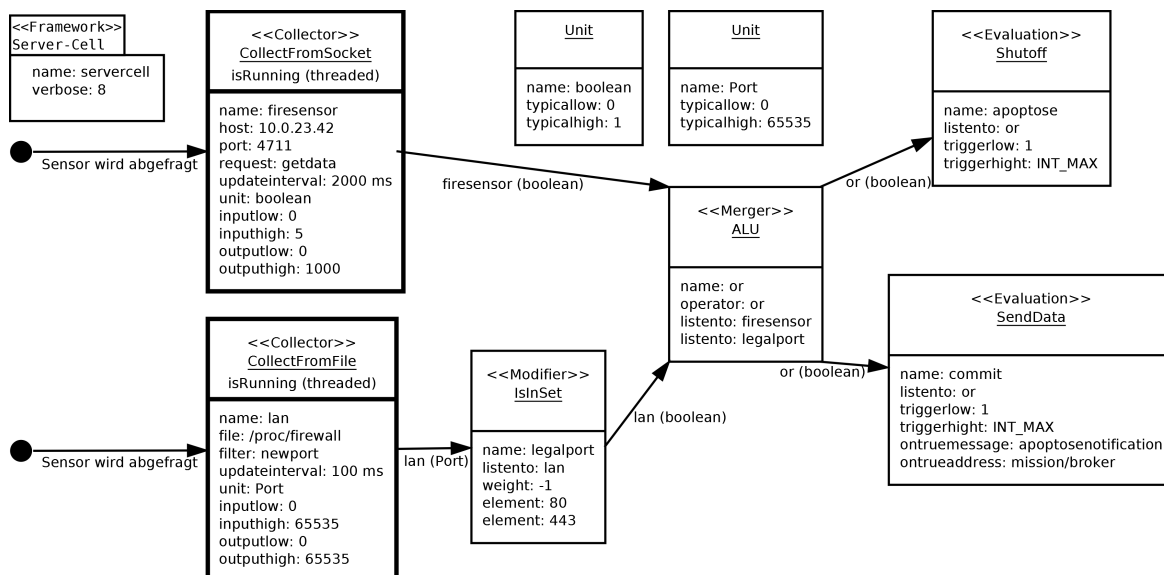 <<Framework>>
Server-Cell
name: servercell
verbose: 8
Sensor wird abgefragt
<<Collector>>
CollectFromSocket
isRunning (threaded)
name: firesensor
host: 10.0.23.42
port: 4711
request: getdata
updateinterval: 2000 ms
unit: boolean
inputlow: 0
inputhigh: 5
outputlow: 0
outputhigh: 1000
firesensor (boolean)
Unit
name: boolean
typicallow: 0
typicalhigh: 1
Unit
name: Port
typicallow: 0
typicalhigh: 65535
<<Evaluation>>
Shutoff
name: apoptose
listento: or
triggerlow: 1
triggerhight: INT_MAX
or (boolean)
<<Merger>>
ALU
name: or
operator: or
listento: firesensor
listento: legalport
or (boolean)
<<Evaluation>>
SendData
name: commit
listento: or
triggerlow: 1
triggerhight: INT_MAX
ontruemessage: apoptosenotification
ontrueaddress: mission/broker
Sensor wird abgefragt
<<Collector>>
CollectFromFile
isRunning (threaded)
name: lan
file: /proc/firewall
filter: newport
updateinterval: 100 ms
unit: Port
inputlow: 0
inputhigh: 65535
outputlow: 0
outputhigh: 65535
lan (Port)
<<Modifier>>
IsInSet
name: legalport
listento: lan
weight: -1
element: 80
element: 443
lan (boolean)